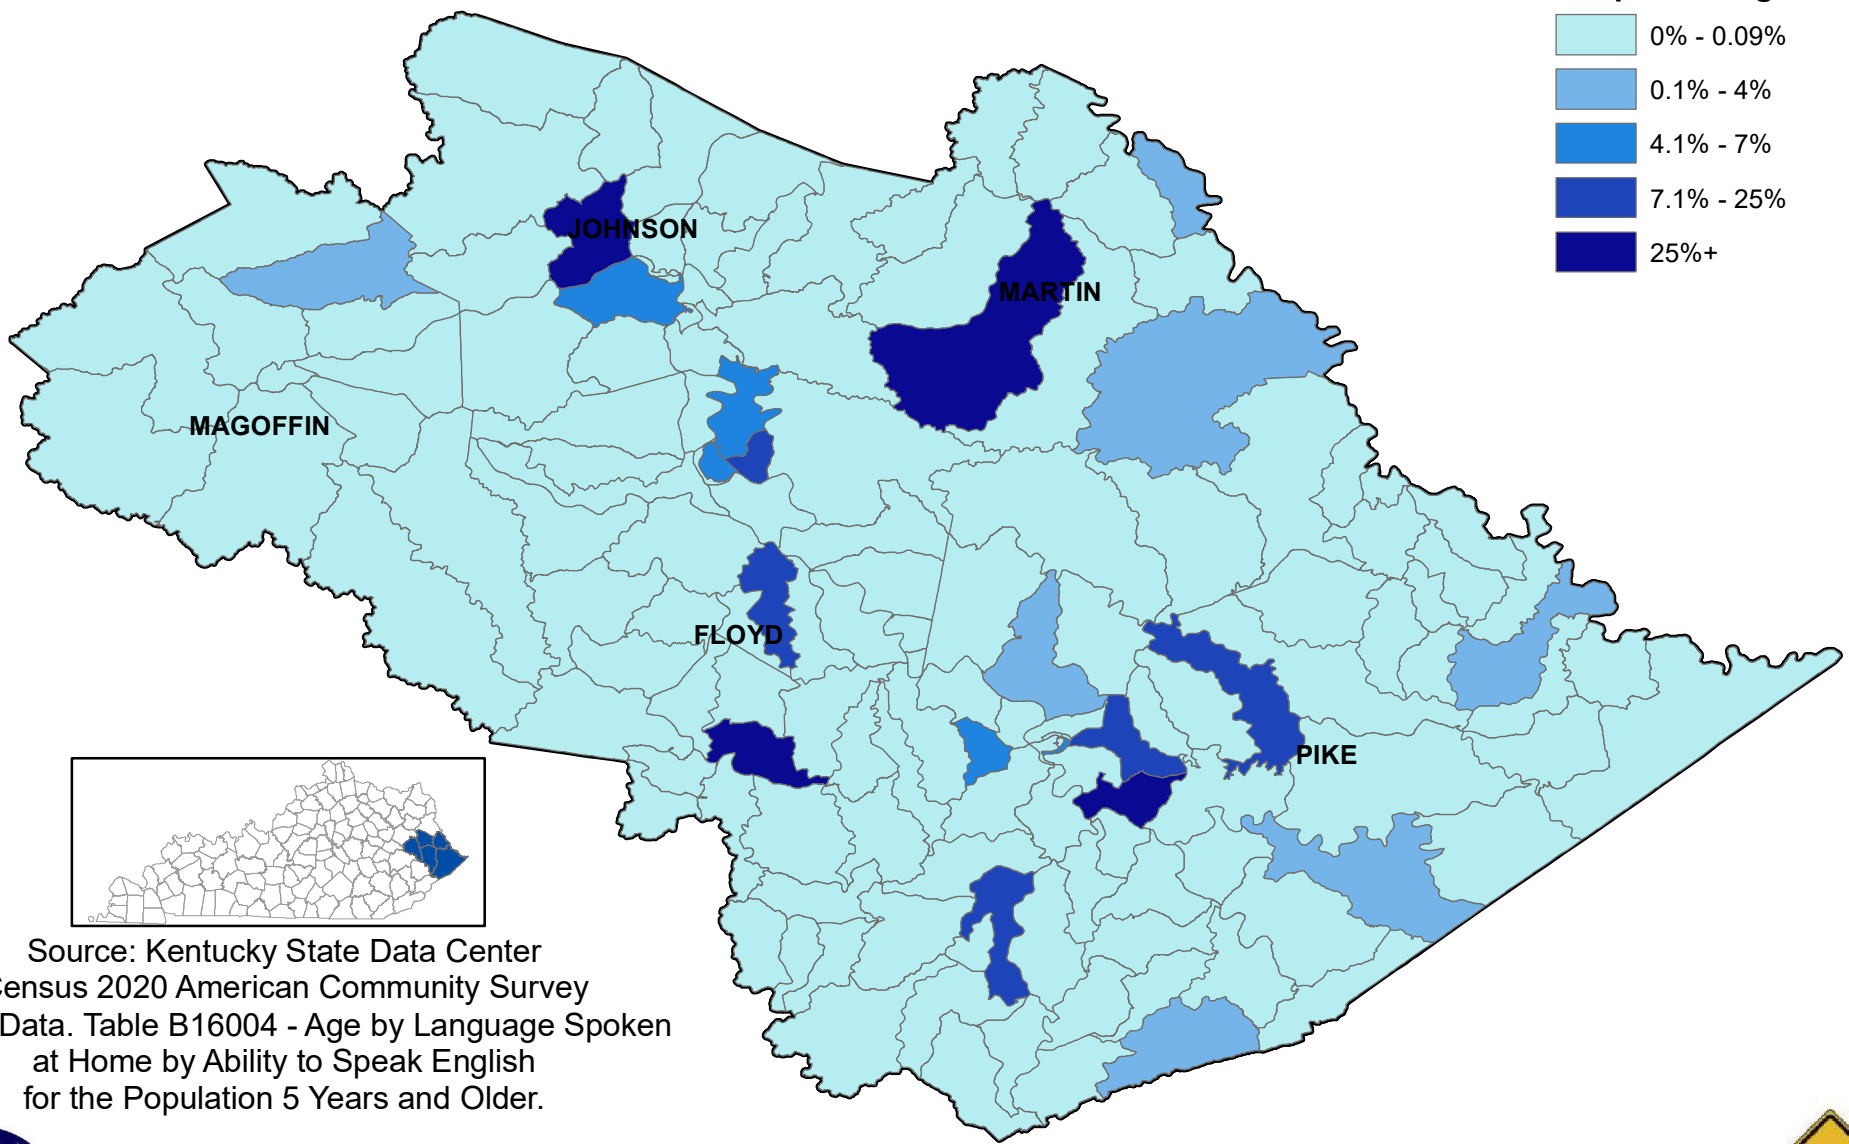 0% - 0.09%
0.1% - 4%
4.1% - 7%
7.1% - 25%
25%+
JOHNSON
MARTIN
MAGOFFIN
FLOYD
PIKE
Source: Kentucky State Data Center
Census 2020 American Community Survey
Data. Table B16004 - Age by Language Spoken
at Home by Ability to Speak English
for the Population 5 Years and Older.